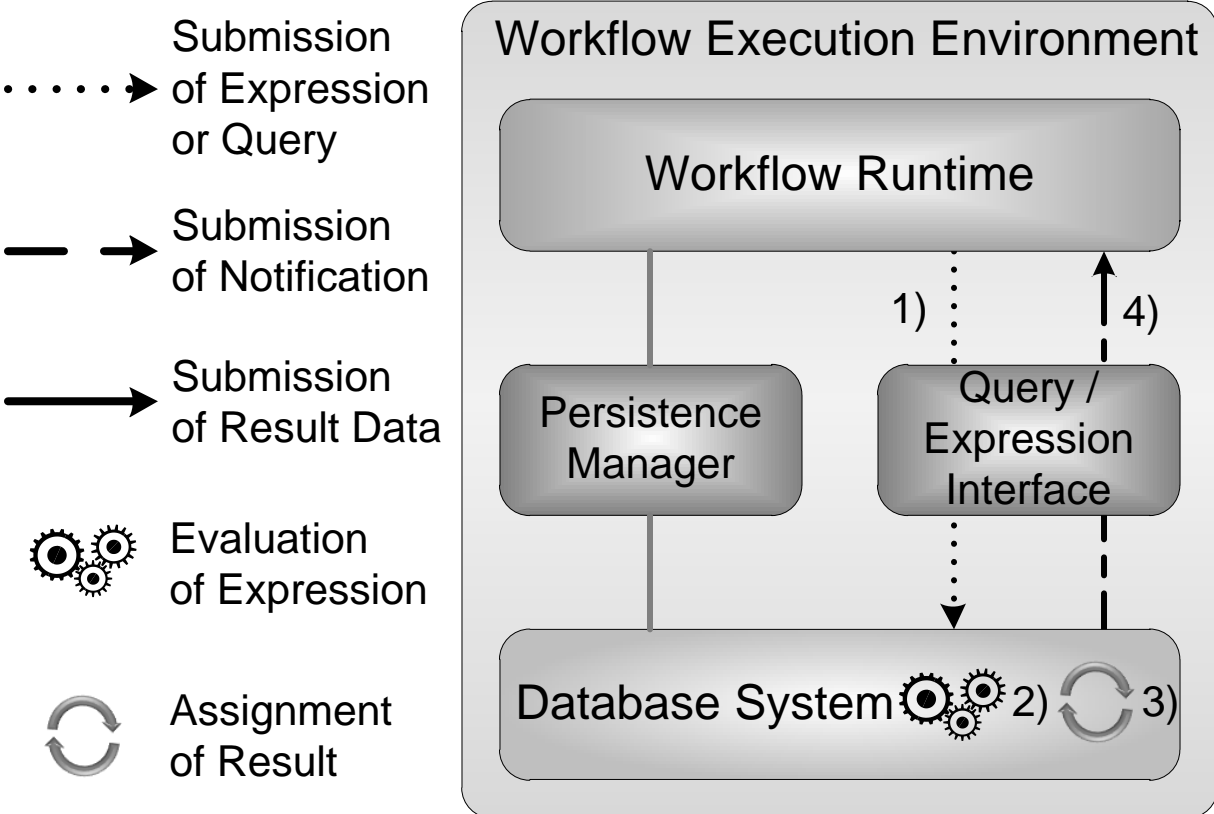 Submission
of Expression
or Query
Submission
of Notification
Submission
of Result Data
Evaluation
of Expression
Assignment
of Result
Workflow Execution Environment
Workflow Runtime
1)
4)
Persistence
Manager
Query /
Expression
Interface
Database System
2)
3)